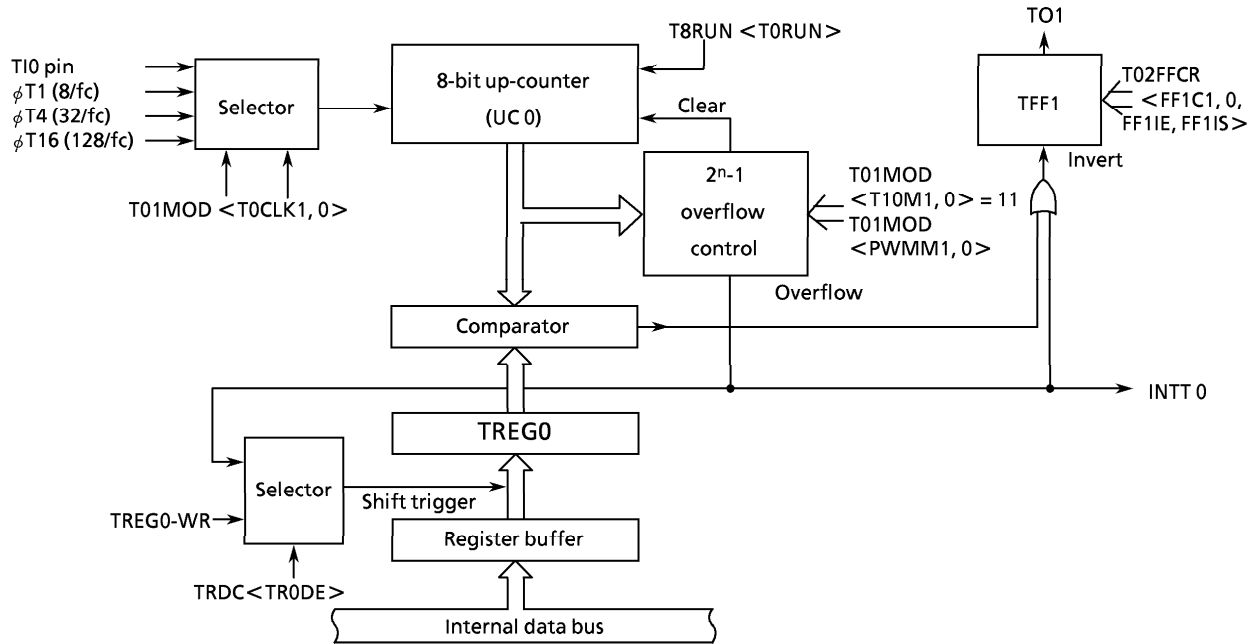 TO1
T8RUN <T0RUN>
TI0 pin
ϕT1 (8/fc)
ϕT4 (32/fc)
ϕT16 (128/fc)
Selector
8-bit up-counter
(UC 0)
Clear
TFF1
T02FFCR
<FF1C1, 0,
FF1IE, FF1IS>
Invert
T01MOD <T0CLK1, 0>
2ⁿ-1
overflow
control
T01MOD
<T10M1, 0> = 11
T01MOD
<PWMM1, 0>
Overflow
Comparator
INTT 0
TREG0
Selector
Shift trigger
TREG0-WR
Register buffer
TRDC<TR0DE>
Internal data bus